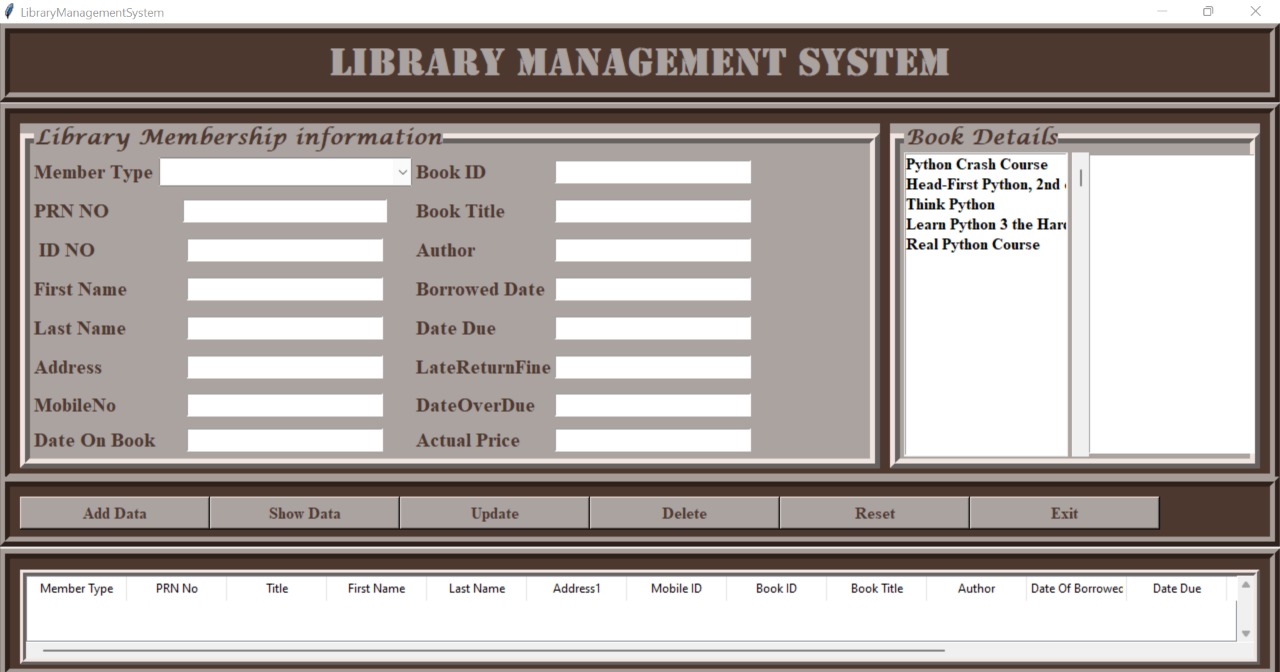 LibraryManagementSystem
LIBRARY MANAGEMENT SYSTEM
Library Membership information
Member Type
PRN NO
ID NO
First Name
Last Name
Address
MobileNo
Date On Book
Book ID
Book Title
Author
Borrowed Date
Date Due
LateReturnFine
DateOverDue
Actual Price
Book Details
Python Crash Course
Head-First Python, 2nd
Think Python
Learn Python 3 the Har
Real Python Course
Add Data Show Data Update Delete Reset Exit
Member Type PRN No Title First Name Last Name Address1 Mobile ID Book ID Book Title Author Date Of Borrowec Date Due